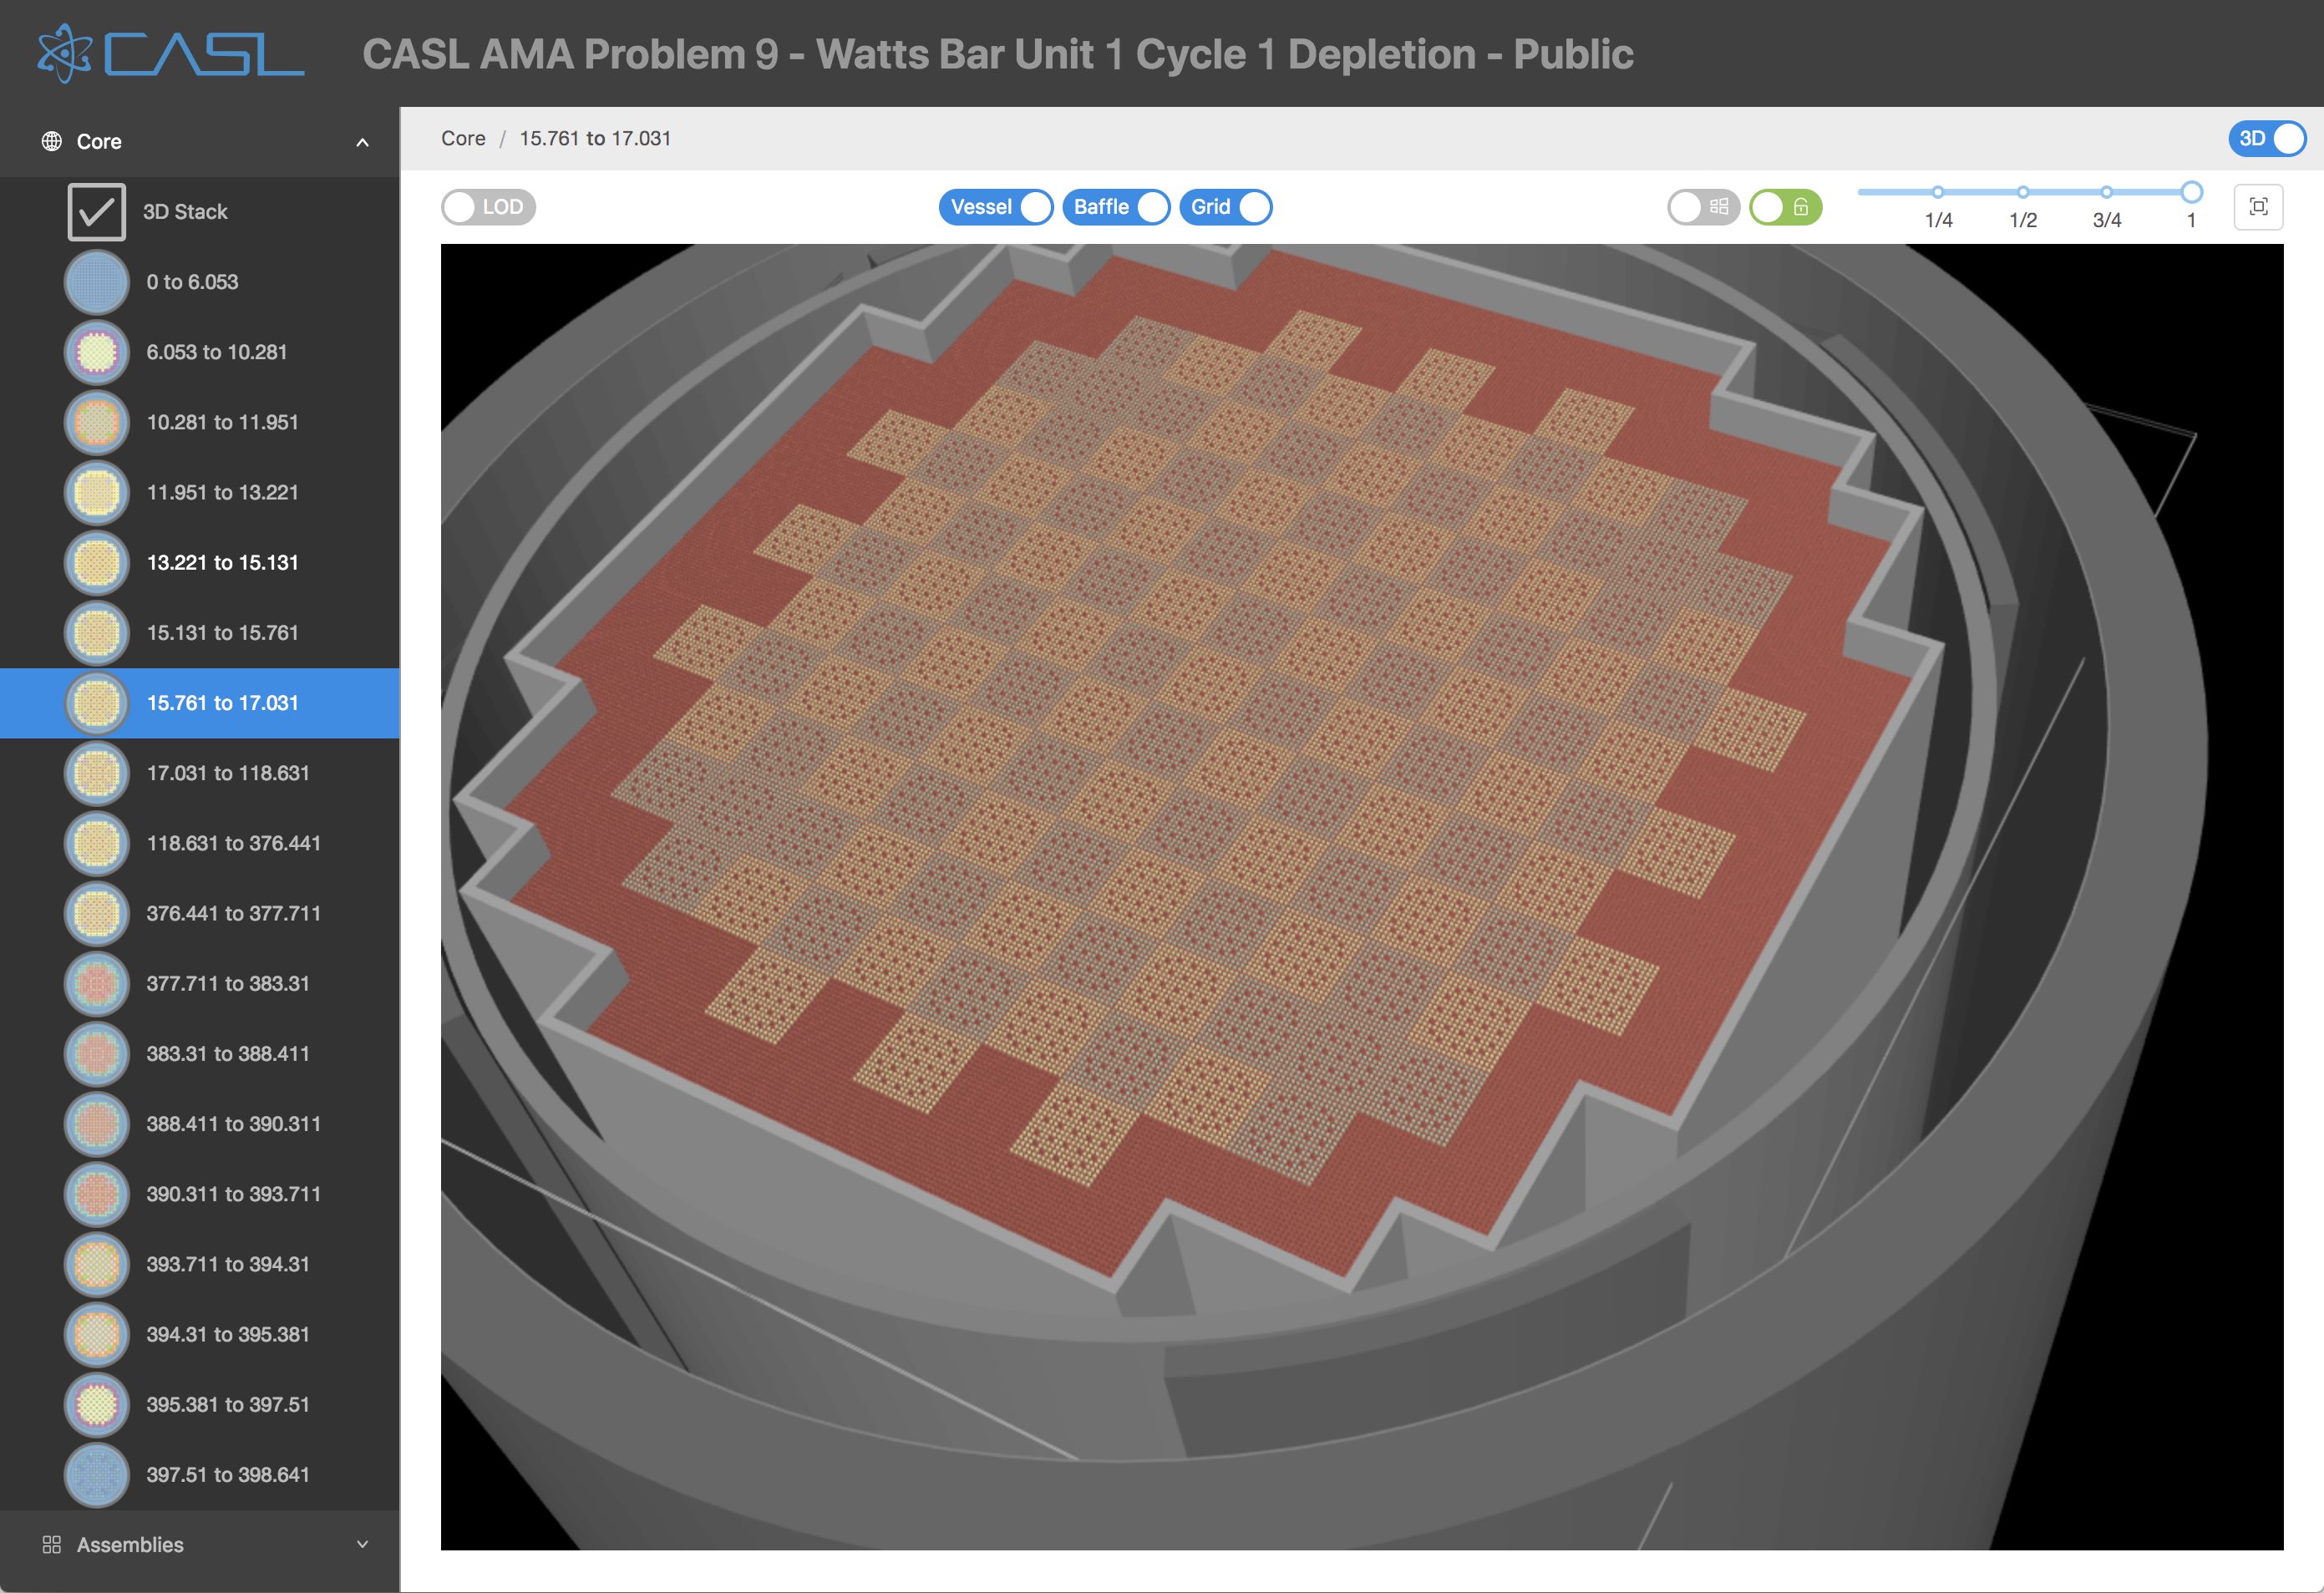 CASL
CASL AMA Problem 9 - Watts Bar Unit 1 Cycle 1 Depletion - Public
Core
3D Stack
0 to 6.053
6.053 to 10.281
10.281 to 11.951
11.951 to 13.221
13.221 to 15.131
15.131 to 15.761
15.761 to 17.031
17.031 to 118.631
118.631 to 376.441
376.441 to 377.711
377.711 to 383.31
383.31 to 388.411
388.411 to 390.311
390.311 to 393.711
393.711 to 394.31
394.31 to 395.381
395.381 to 397.51
397.51 to 398.641
Assemblies
Core / 15.761 to 17.031
3D
LOD
Vessel Baffle Grid
1/4 1/2 3/4 1